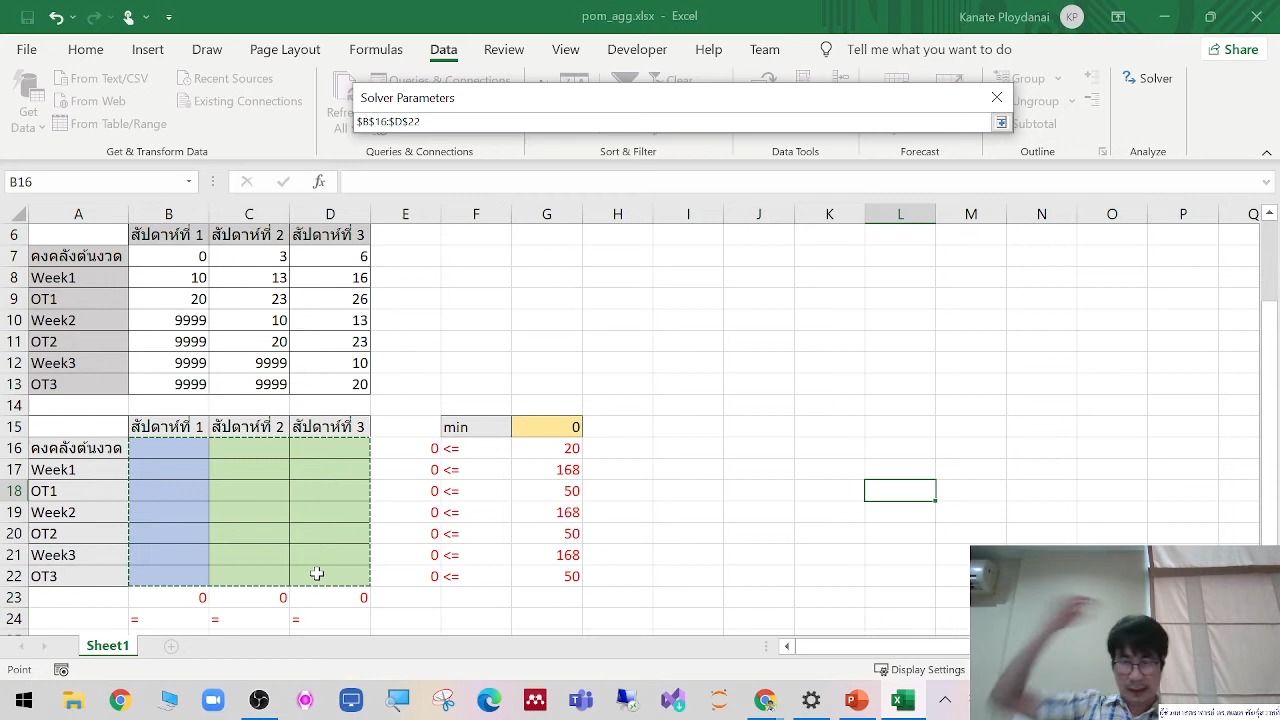 pom_agg.xlsx - Excel
Kanate Ploydanai KP
File Home Insert Draw Page Layout Formulas Data Review View Developer Help Team Tell me what you want to do Share
Get Data
From Text/CSV
From Web
From Table/Range
Recent Sources
Existing Connections
Refre
All
Queries & Connections
Clear
Group
Ungroup
Subtotal
Solver
Get & Transform Data Queries & Connections Sort & Filter Data Tools Forecast Outline Analyze
Solver Parameters
$B$16:$D$22
B16 fx
A B C D E F G H I J K L M N O P Q
6 สัปดาห์ที่ 1 สัปดาห์ที่ 2 สัปดาห์ที่ 3
7 คงคลังต้นงวด 0 3 6
8 Week1 10 13 16
9 OT1 20 23 26
10 Week2 9999 10 13
11 OT2 9999 20 23
12 Week3 9999 9999 10
13 OT3 9999 9999 20
14
15 สัปดาห์ที่ 1 สัปดาห์ที่ 2 สัปดาห์ที่ 3 min 0
16 คงคลังต้นงวด 0 <= 20
17 Week1 0 <= 168
18 OT1 0 <= 50
19 Week2 0 <= 168
20 OT2 0 <= 50
21 Week3 0 <= 168
22 OT3 0 <= 50
23 0 0 0
24 = = =
Sheet1
Point Display Settings